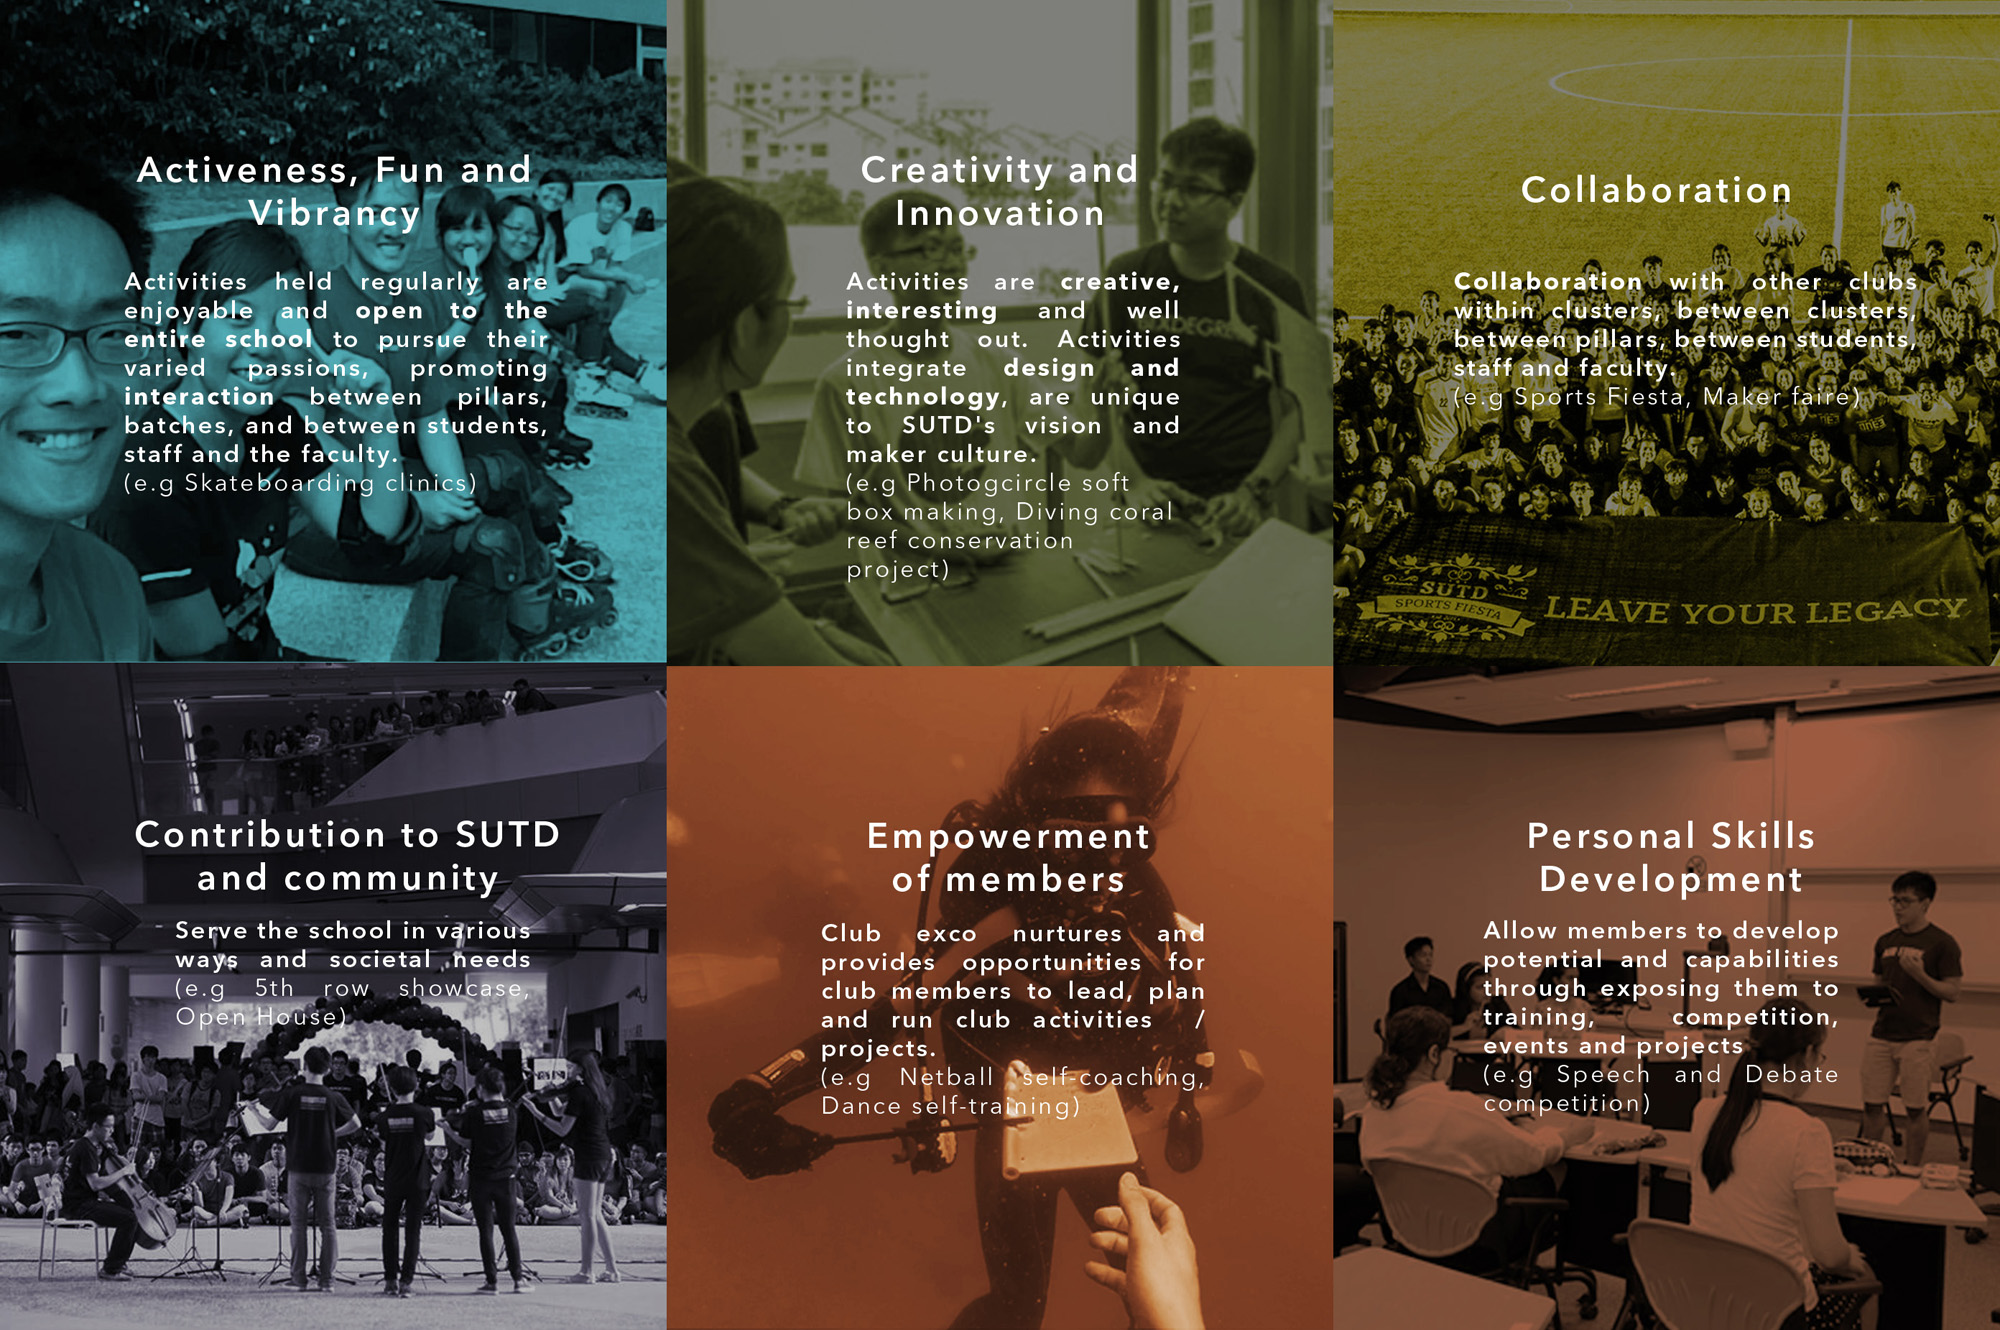 Activeness, Fun and
Vibrancy
Activities held regularly are
enjoyable and open to the
entire school to pursue their
varied passions, promoting
interaction between pillars,
batches, and between students,
staff and the faculty.
(e.g Skateboarding clinics)
Creativity and
Innovation
Activities are creative,
interesting and well
thought out. Activities
integrate design and
technology, are unique
to SUTD's vision and
maker culture.
(e.g Photogcircle soft
box making, Diving coral
reef conservation
project)
Collaboration
Collaboration with other clubs
within clusters, between clusters,
between pillars, between students,
staff and faculty.
(e.g Sports Fiesta, Maker faire)
SUTD
SPORTS FIESTA
LEAVE YOUR LEGACY
Contribution to SUTD
and community
Serve the school in various
ways and societal needs
(e.g 5th row showcase,
Open House)
Empowerment
of members
Club exco nurtures and
provides opportunities for
club members to lead, plan
and run club activities /
projects.
(e.g Netball self-coaching,
Dance self-training)
Personal Skills
Development
Allow members to develop
potential and capabilities
through exposing them to
training, competition,
events and projects
(e.g Speech and Debate
competition)